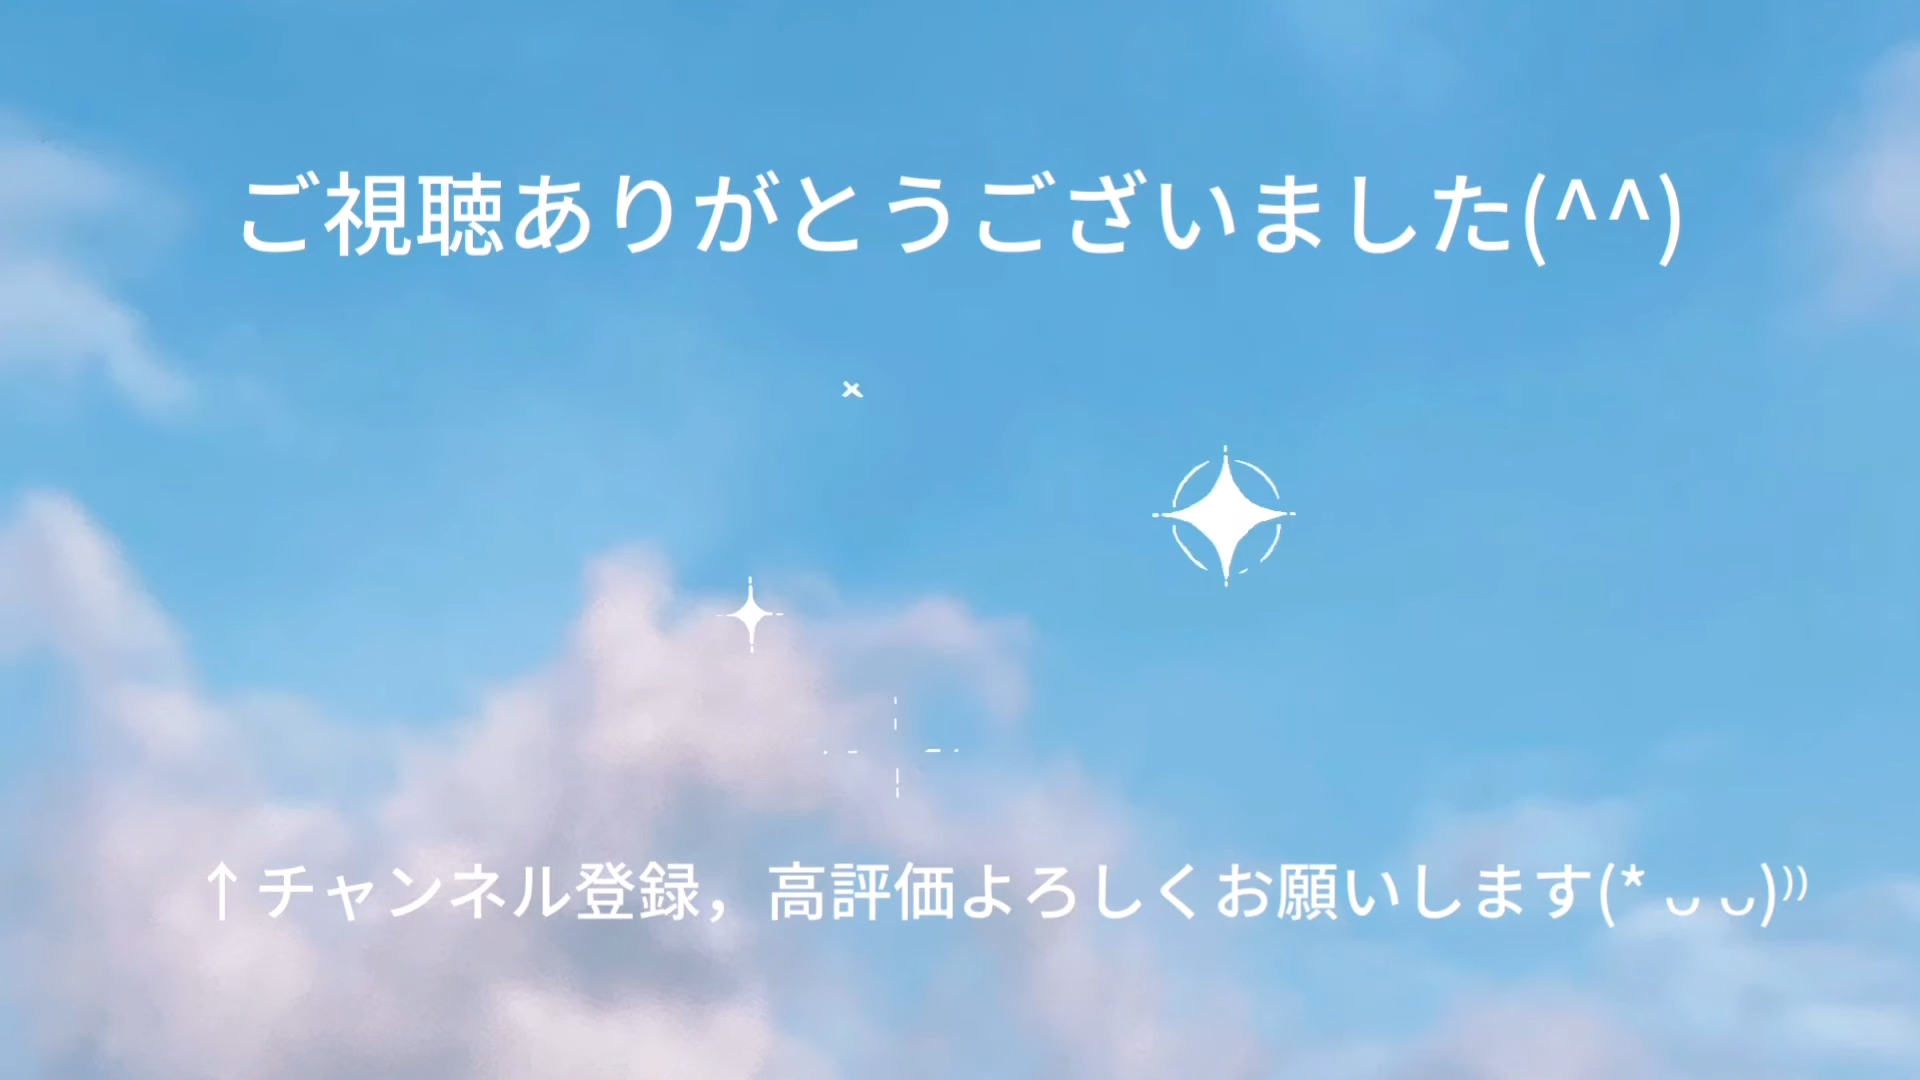 ご視聴ありがとうございました(^^)
↑チャンネル登録，高評価よろしくお願いします(* ᴗ ᴗ)⁾⁾